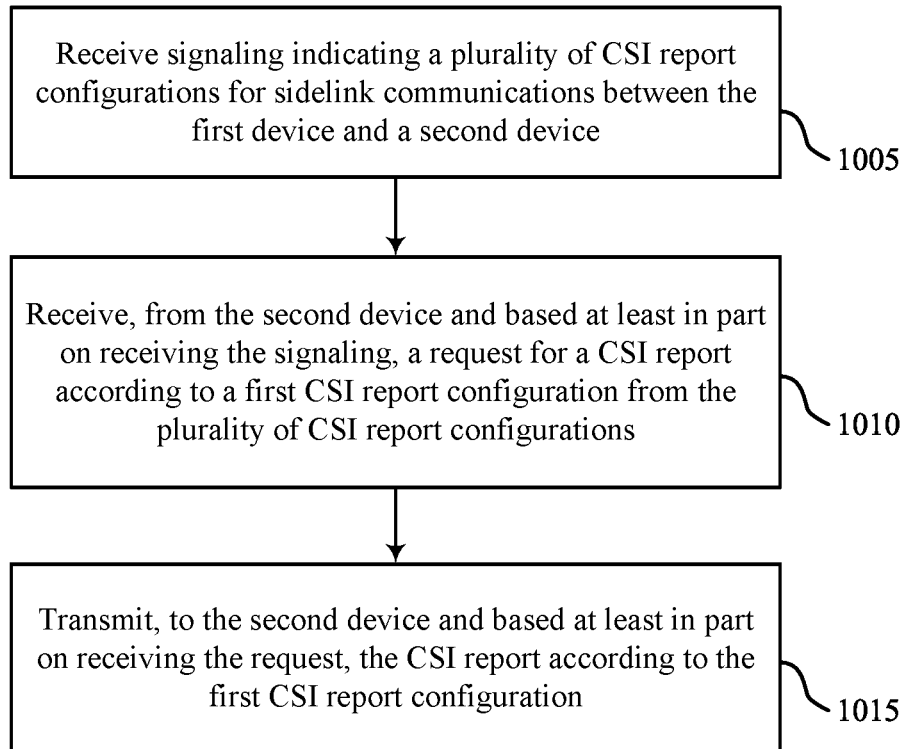 Receive signaling indicating a plurality of CSI report
configurations for sidelink communications between the
first device and a second device
1005
Receive, from the second device and based at least in part
on receiving the signaling, a request for a CSI report
according to a first CSI report configuration from the
plurality of CSI report configurations
1010
Transmit, to the second device and based at least in part
on receiving the request, the CSI report according to the
first CSI report configuration
1015